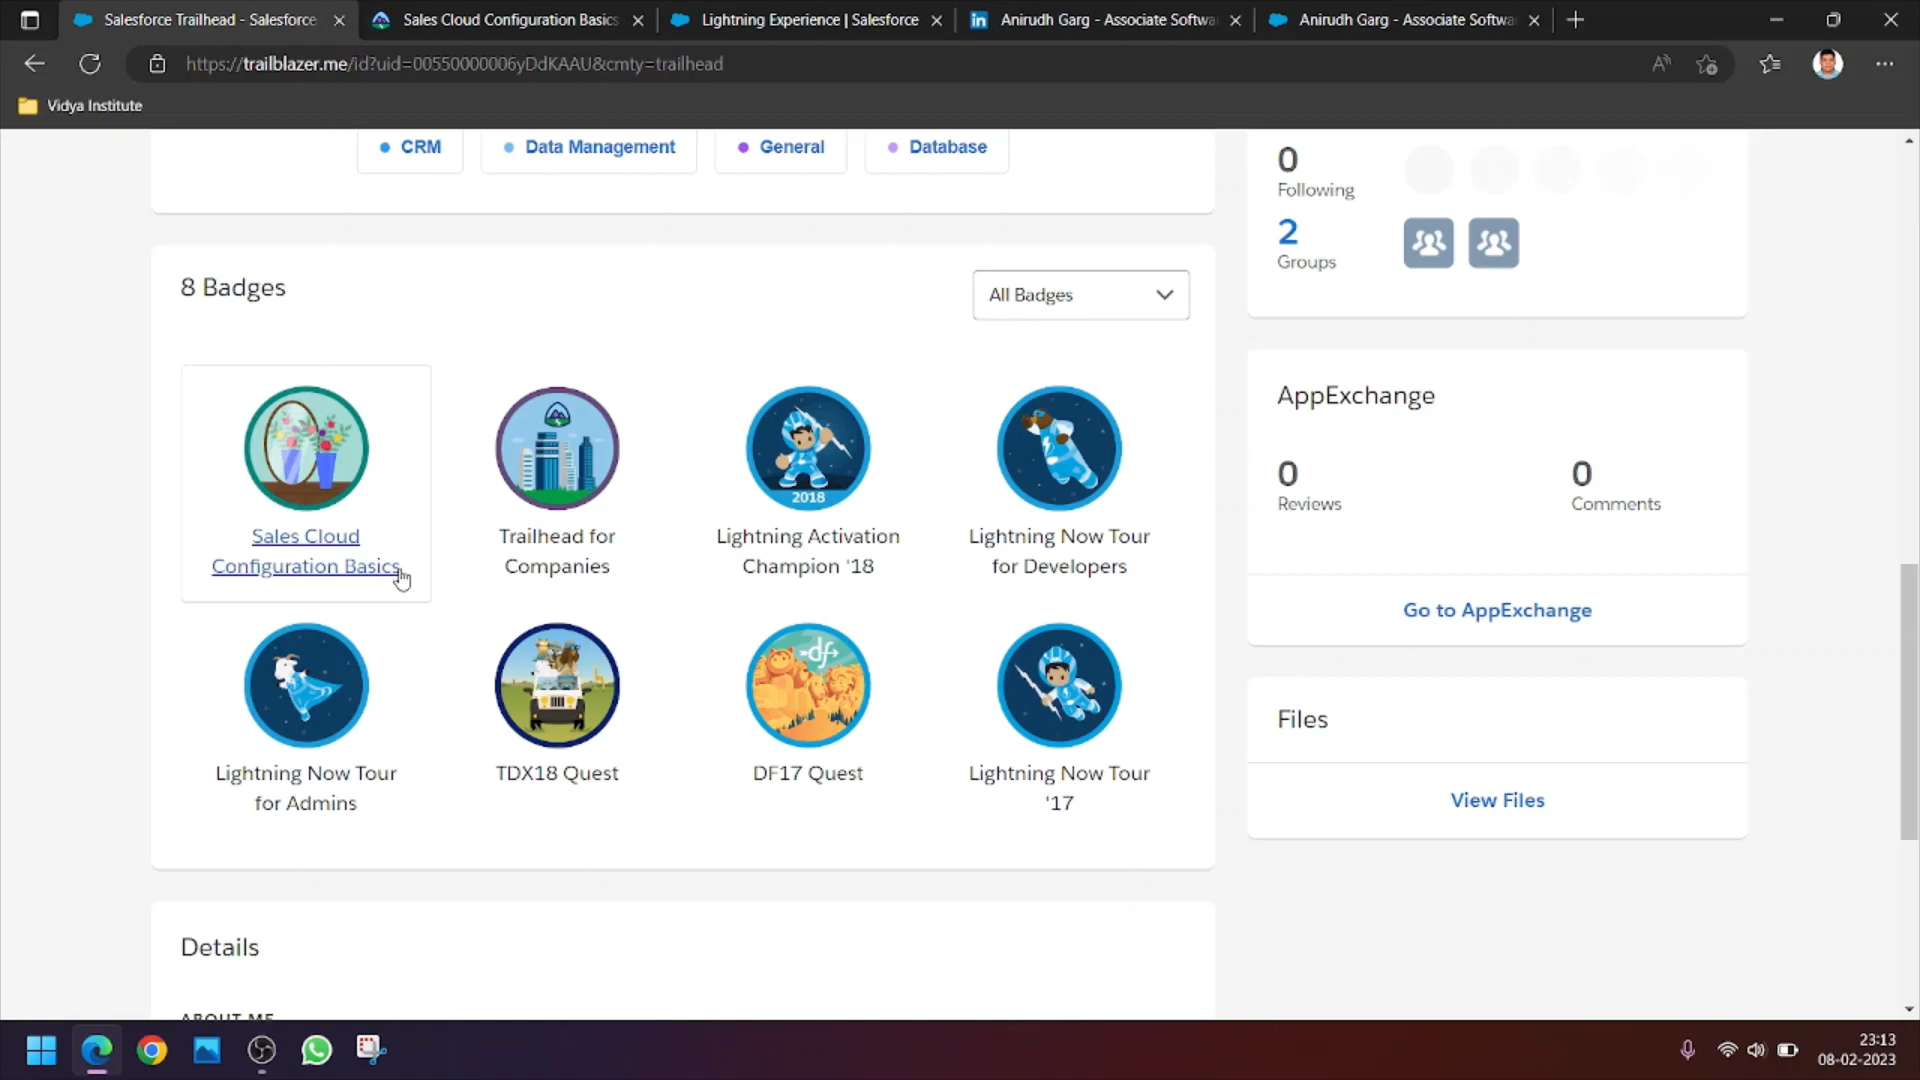 Salesforce Trailhead - Salesforce
Sales Cloud Configuration Basics
Lightning Experience | Salesforce
Anirudh Garg - Associate Softwa
Anirudh Garg - Associate Softwa
https://trailblazer.me/id?uid=00550000006yDdKAAU&cmty=trailhead
Vidya Institute
CRM
Data Management
General
Database
0
Following
2
Groups
8 Badges
All Badges
Sales Cloud
Configuration Basics
Trailhead for
Companies
2018
Lightning Activation
Champion '18
Lightning Now Tour
for Developers
Lightning Now Tour
for Admins
TDX18 Quest
df
DF17 Quest
Lightning Now Tour
'17
AppExchange
0
Reviews
0
Comments
Go to AppExchange
Files
View Files
Details
ABOUT ME
23:13
08-02-2023